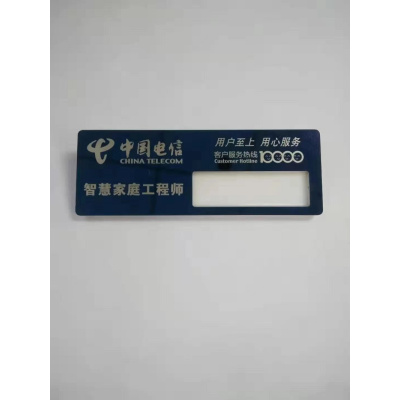 中国电信
CHINA TELECOM
用户至上 用心服务
客户服务热线
Customer Hotline
10000
智慧家庭工程师